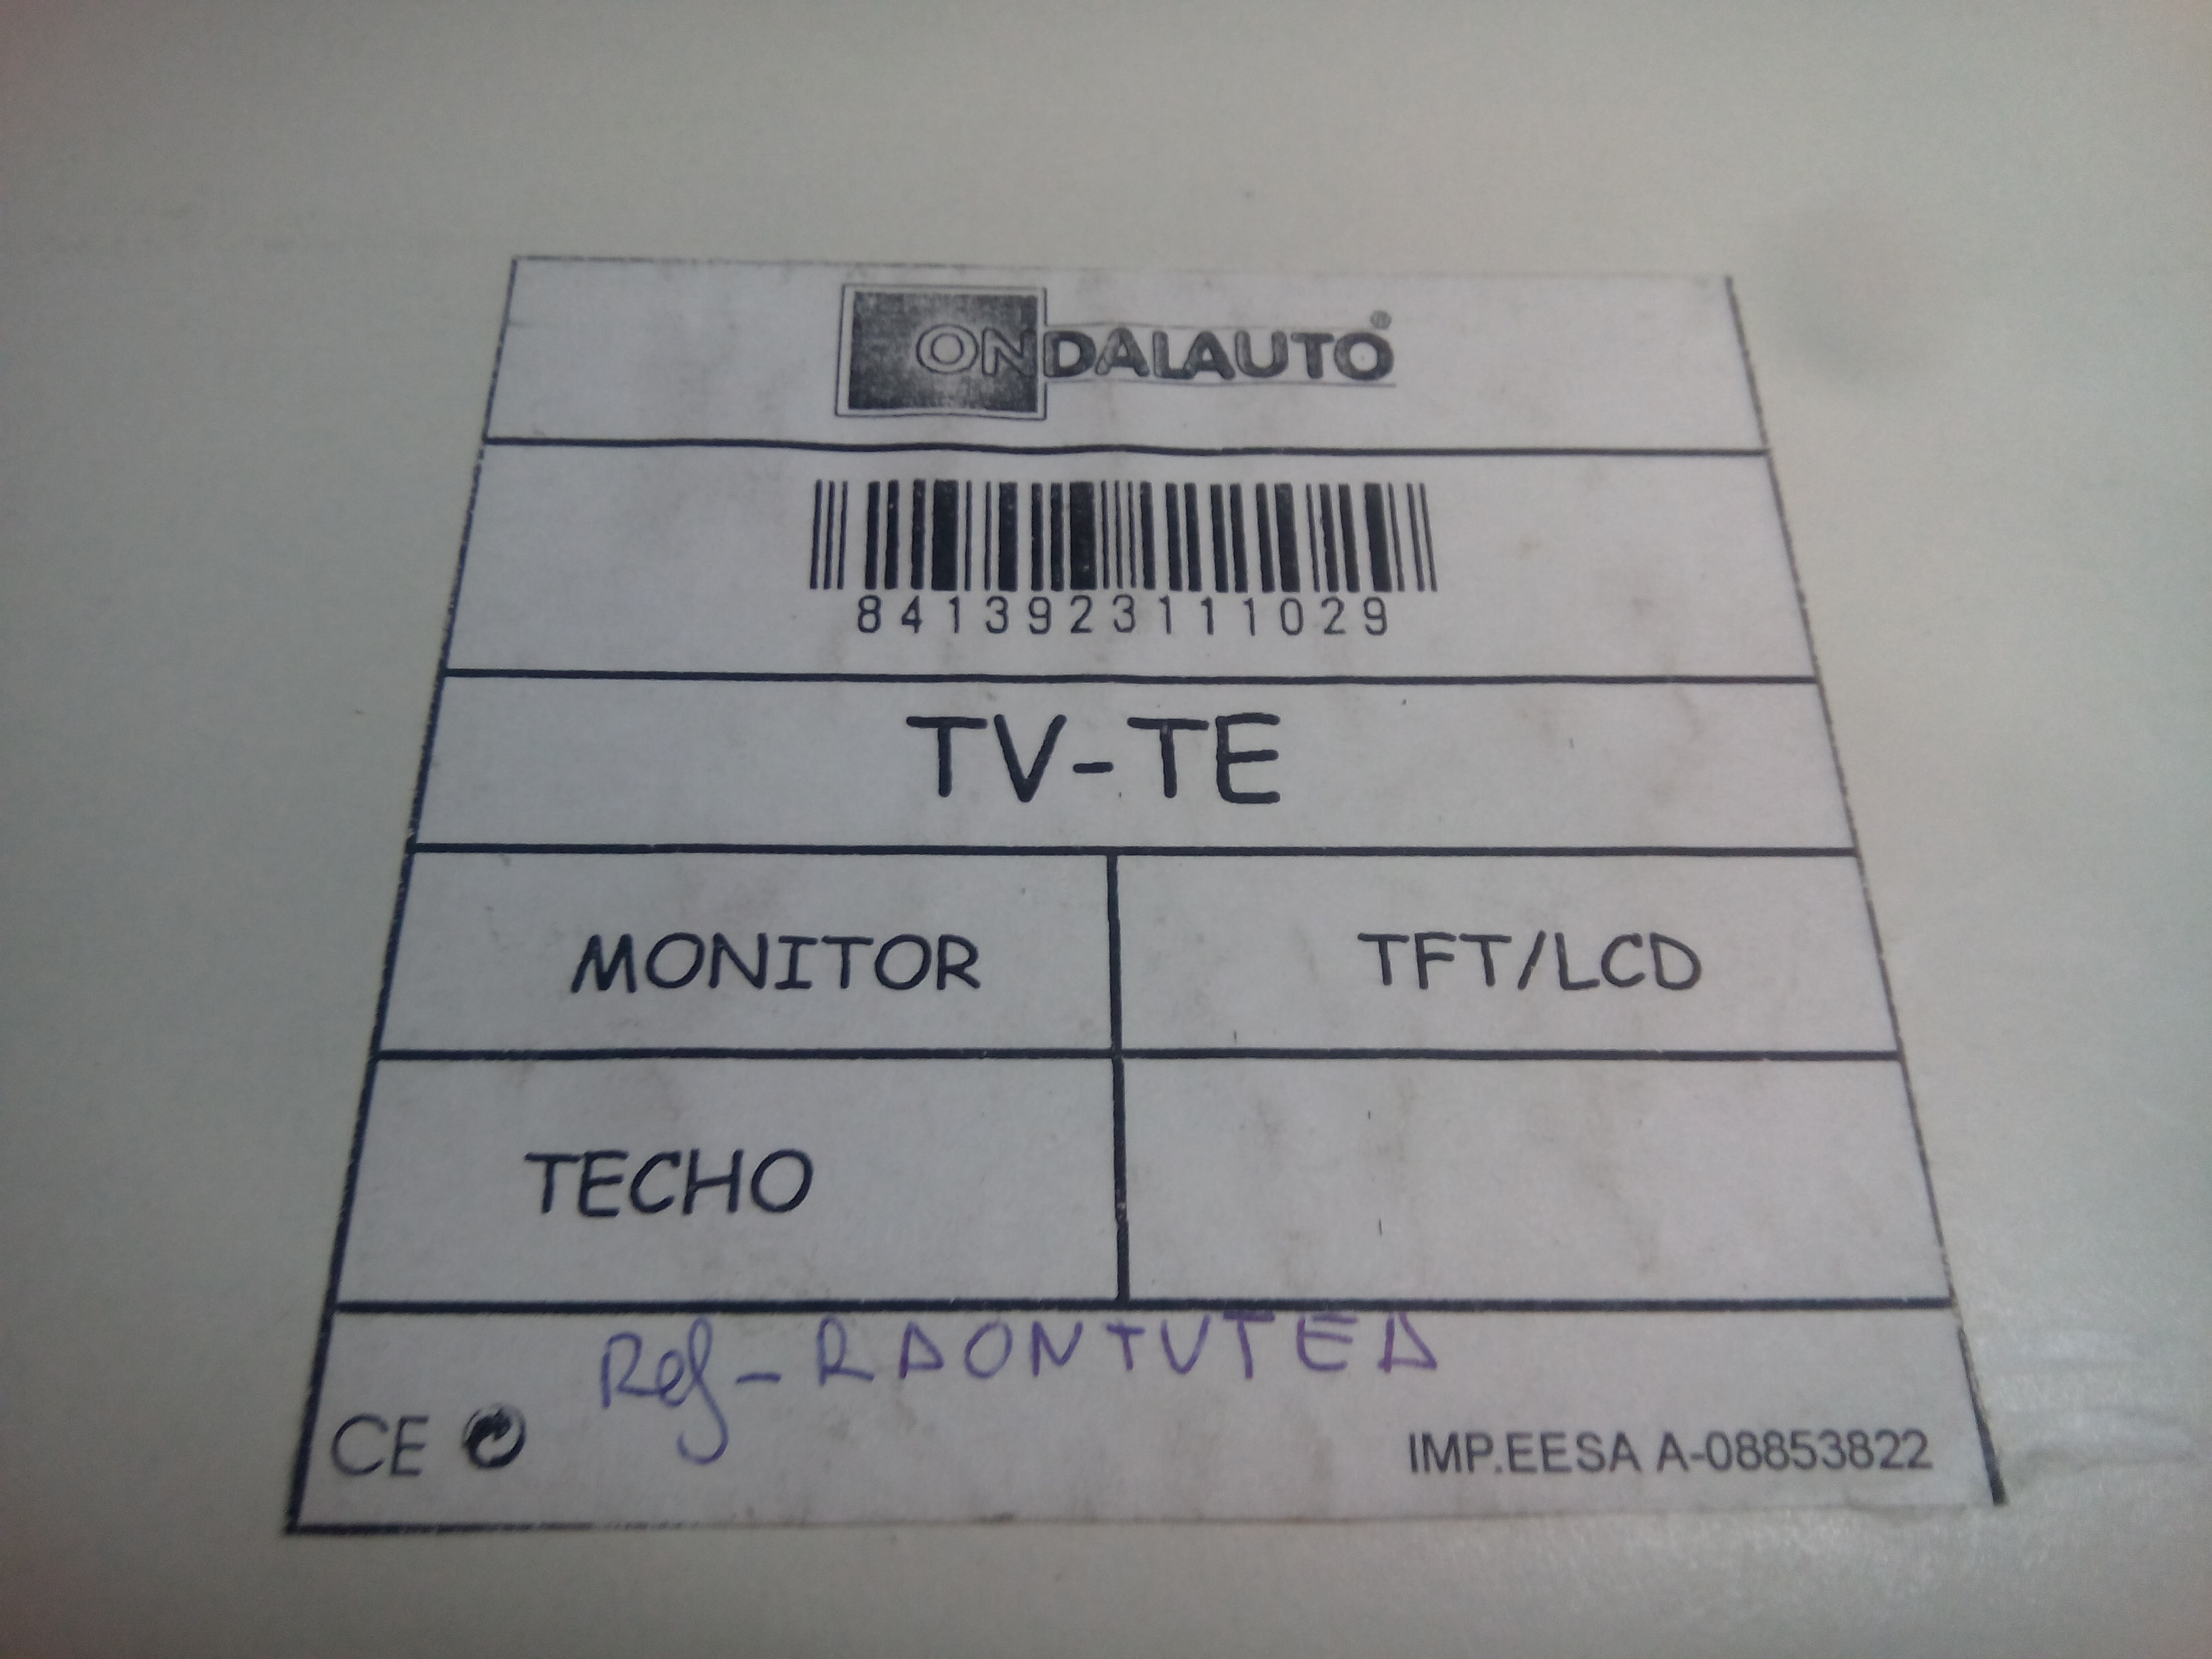 ONDALAUTO®
8413923111029
TV-TE
MONITOR TFT/LCD
TECHO
Ref-RAONTVTEA
CE IMP.EESA A-08853822